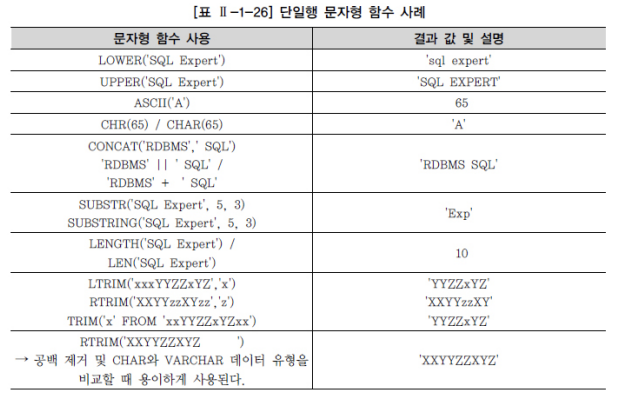 [표 Ⅱ-1-26] 단일행 문자형 함수 사례
문자형 함수 사용 결과 값 및 설명
LOWER('SQL Expert') 'sql expert'
UPPER('SQL Expert') 'SQL EXPERT'
ASCII('A') 65
CHR(65) / CHAR(65) 'A'
CONCAT('RDBMS',' SQL')
'RDBMS' || ' SQL' / 'RDBMS SQL'
'RDBMS' + ' SQL'
SUBSTR('SQL Expert', 5, 3)
SUBSTRING('SQL Expert', 5, 3)
'Exp'
LENGTH('SQL Expert') /
LEN('SQL Expert')
10
LTRIM('xxxYYZZxYZ','x') 'YYZZxYZ'
RTRIM('XXYYzzXYzz','z') 'XXYYzzXY'
TRIM('x' FROM 'xxYYZZxYZxx') 'YYZZxYZ'
RTRIM('XXYYZZXYZ      ')
→ 공백 제거 및 CHAR와 VARCHAR 데이터 유형을 'XXYYZZXYZ'
비교할 때 용이하게 사용된다.